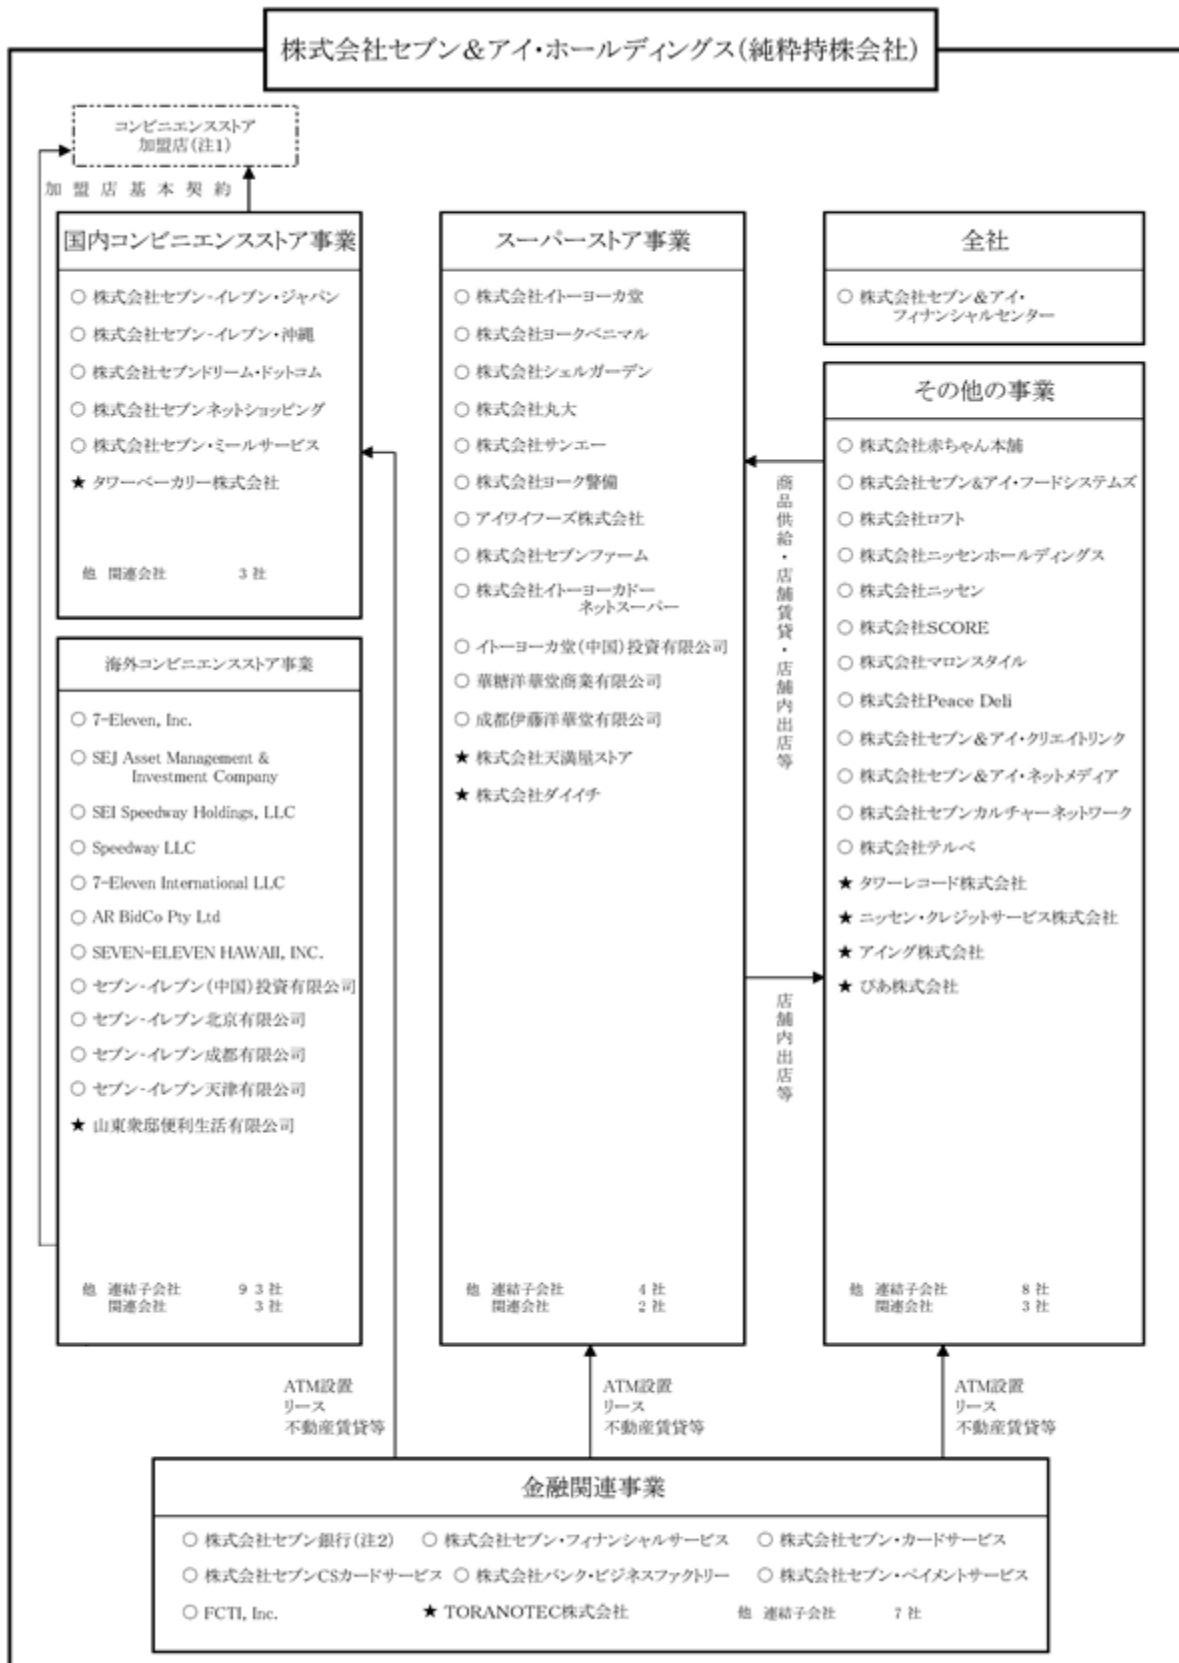 株式会社セブン&アイ・ホールディングス(純粋持株会社)
コンビニエンスストア
加盟店(注1)
加盟店基本契約
国内コンビニエンスストア事業
○ 株式会社セブン-イレブン・ジャパン
○ 株式会社セブン-イレブン・沖縄
○ 株式会社セブンドリーム・ドットコム
○ 株式会社セブンネットショッピング
○ 株式会社セブン・ミールサービス
★ タワーベーカリー株式会社
他 関連会社 3 社
海外コンビニエンスストア事業
○ 7-Eleven, Inc.
○ SEJ Asset Management &
Investment Company
○ SEI Speedway Holdings, LLC
○ Speedway LLC
○ 7-Eleven International LLC
○ AR BidCo Pty Ltd
○ SEVEN-ELEVEN HAWAII, INC.
○ セブン-イレブン(中国)投資有限公司
○ セブン-イレブン北京有限公司
○ セブン-イレブン成都有限公司
○ セブン-イレブン天津有限公司
★ 山東衆邸便利生活有限公司
他 連結子会社 9 3 社
関連会社 3 社
スーパーストア事業
○ 株式会社イトーヨーカ堂
○ 株式会社ヨークベニマル
○ 株式会社シェルガーデン
○ 株式会社丸大
○ 株式会社サンエー
○ 株式会社ヨーク警備
○ アイワイフーズ株式会社
○ 株式会社セブンファーム
○ 株式会社イトーヨーカドー
ネットスーパー
○ イトーヨーカ堂(中国)投資有限公司
○ 華糖洋華堂商業有限公司
○ 成都伊藤洋華堂有限公司
★ 株式会社天満屋ストア
★ 株式会社ダイイチ
他 連結子会社 4 社
関連会社 2 社
全社
○ 株式会社セブン&アイ・
フィナンシャルセンター
その他の事業
○ 株式会社赤ちゃん本舗
○ 株式会社セブン&アイ・フードシステムズ
○ 株式会社ロフト
○ 株式会社ニッセンホールディングス
○ 株式会社ニッセン
○ 株式会社SCORE
○ 株式会社マロンスタイル
○ 株式会社Peace Deli
○ 株式会社セブン&アイ・クリエイトリンク
○ 株式会社セブン&アイ・ネットメディア
○ 株式会社セブンカルチャーネットワーク
○ 株式会社テルベ
★ タワーレコード株式会社
★ ニッセン・クレジットサービス株式会社
★ アイング株式会社
★ ぴあ株式会社
他 連結子会社 8 社
関連会社 3 社
商品供給・店舗賃貸・店舗内出店等
店舗内出店等
ATM設置
リース
不動産賃貸等
ATM設置
リース
不動産賃貸等
ATM設置
リース
不動産賃貸等
金融関連事業
○ 株式会社セブン銀行(注2) ○ 株式会社セブン・フィナンシャルサービス ○ 株式会社セブン・カードサービス
○ 株式会社セブンCSカードサービス ○ 株式会社バンク・ビジネスファクトリー ○ 株式会社セブン・ペイメントサービス
○ FCTI, Inc. ★ TORANOTEC株式会社 他 連結子会社 7 社